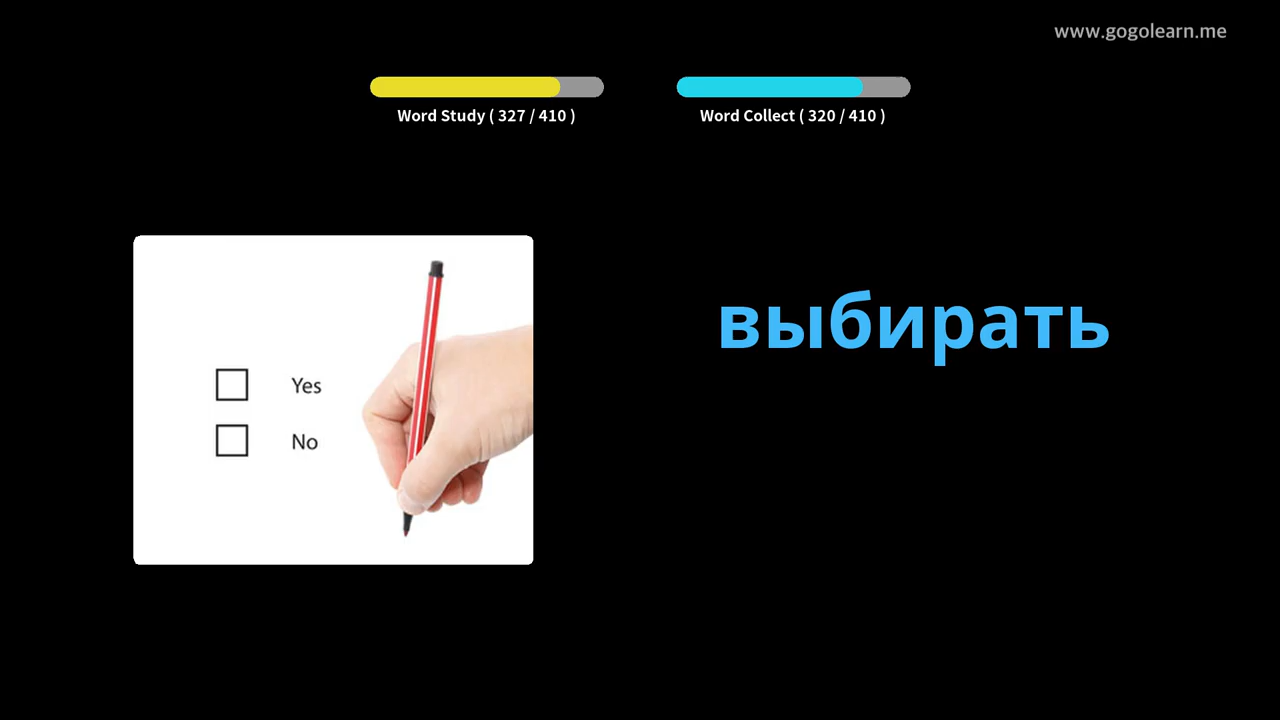 www.gogolearn.me
Word Study ( 327 / 410 )
Word Collect ( 320 / 410 )
выбирать
Yes
No